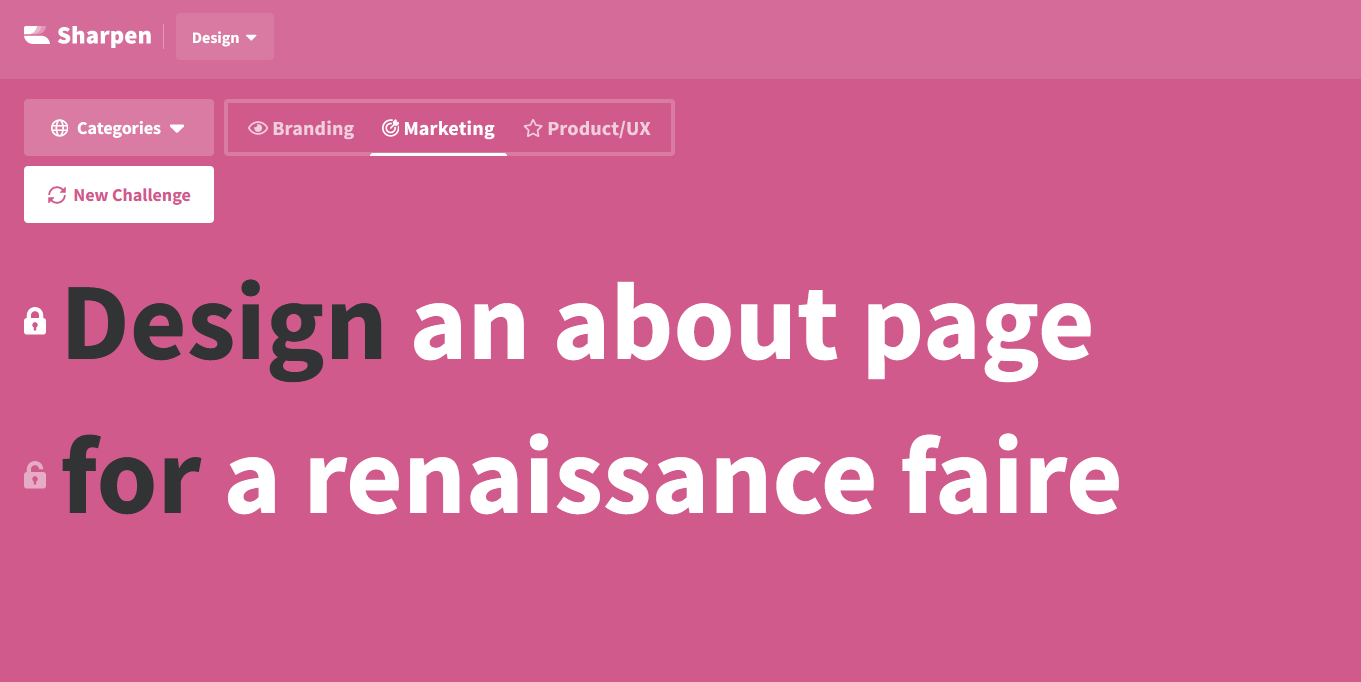 Sharpen
Design
Categories
Branding
Marketing
Product/UX
New Challenge
Design an about page
for a renaissance faire